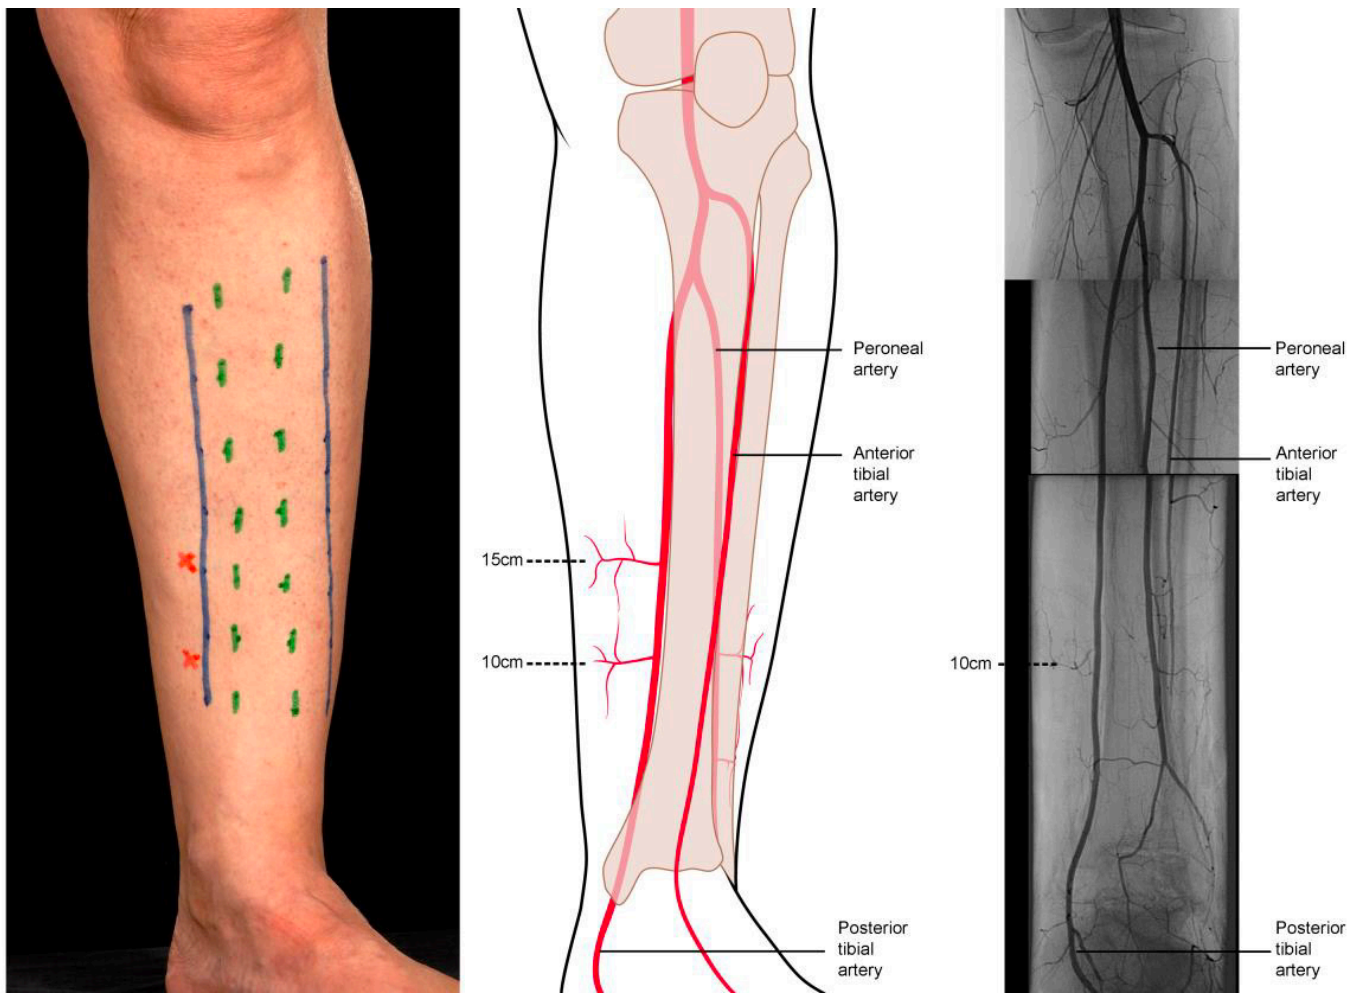 Peroneal
artery
Anterior
tibial
artery
15cm
10cm
Posterior
tibial
artery
Peroneal
artery
Anterior
tibial
artery
10cm
Posterior
tibial
artery